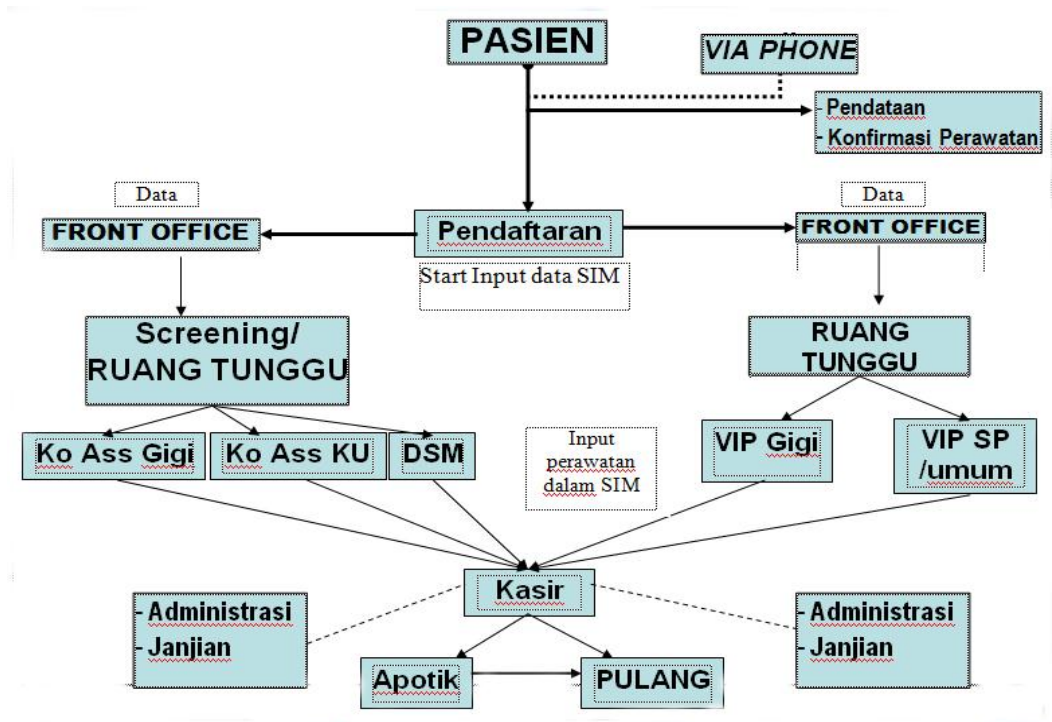 PASIEN
VIA PHONE
- Pendataan
- Konfirmasi Perawatan
Data
Data
FRONT OFFICE
Pendaftaran
FRONT OFFICE
Start Input data SIM
Screening/
RUANG TUNGGU
RUANG
TUNGGU
Ko Ass Gigi
Ko Ass KU
DSM
Input
perawatan
dalam SIM
VIP Gigi
VIP SP
/umum
Kasir
- Administrasi
- Janjian
- Administrasi
- Janjian
Apotik
PULANG